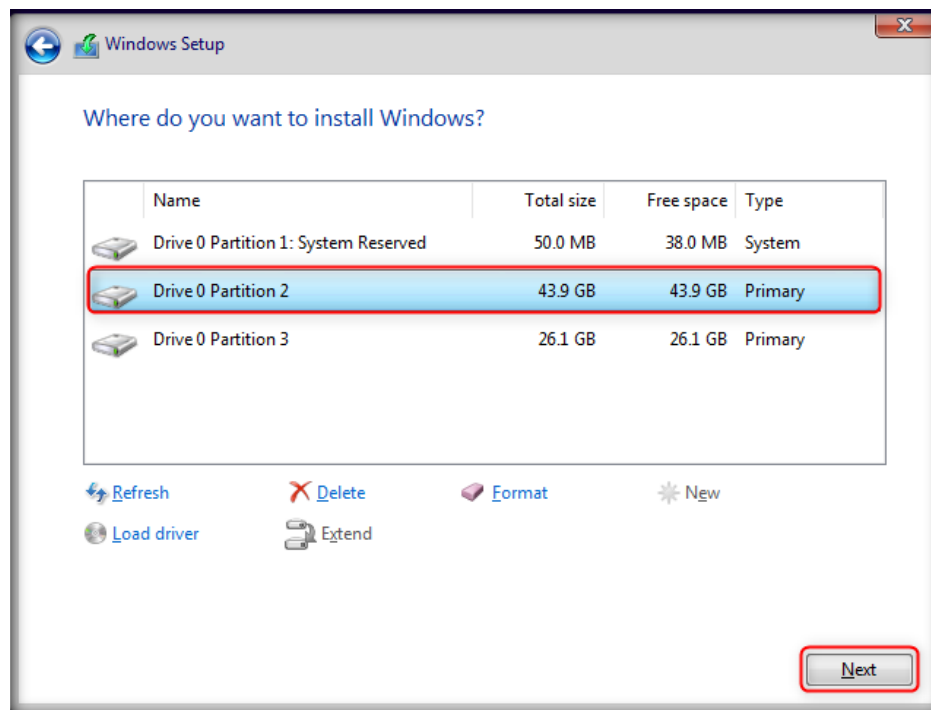 X
Windows Setup
Where do you want to install Windows?
Name Total size Free space Type
Drive 0 Partition 1: System Reserved 50.0 MB 38.0 MB System
Drive 0 Partition 2 43.9 GB 43.9 GB Primary
Drive 0 Partition 3 26.1 GB 26.1 GB Primary
Refresh Delete Format New
Load driver Extend
Next